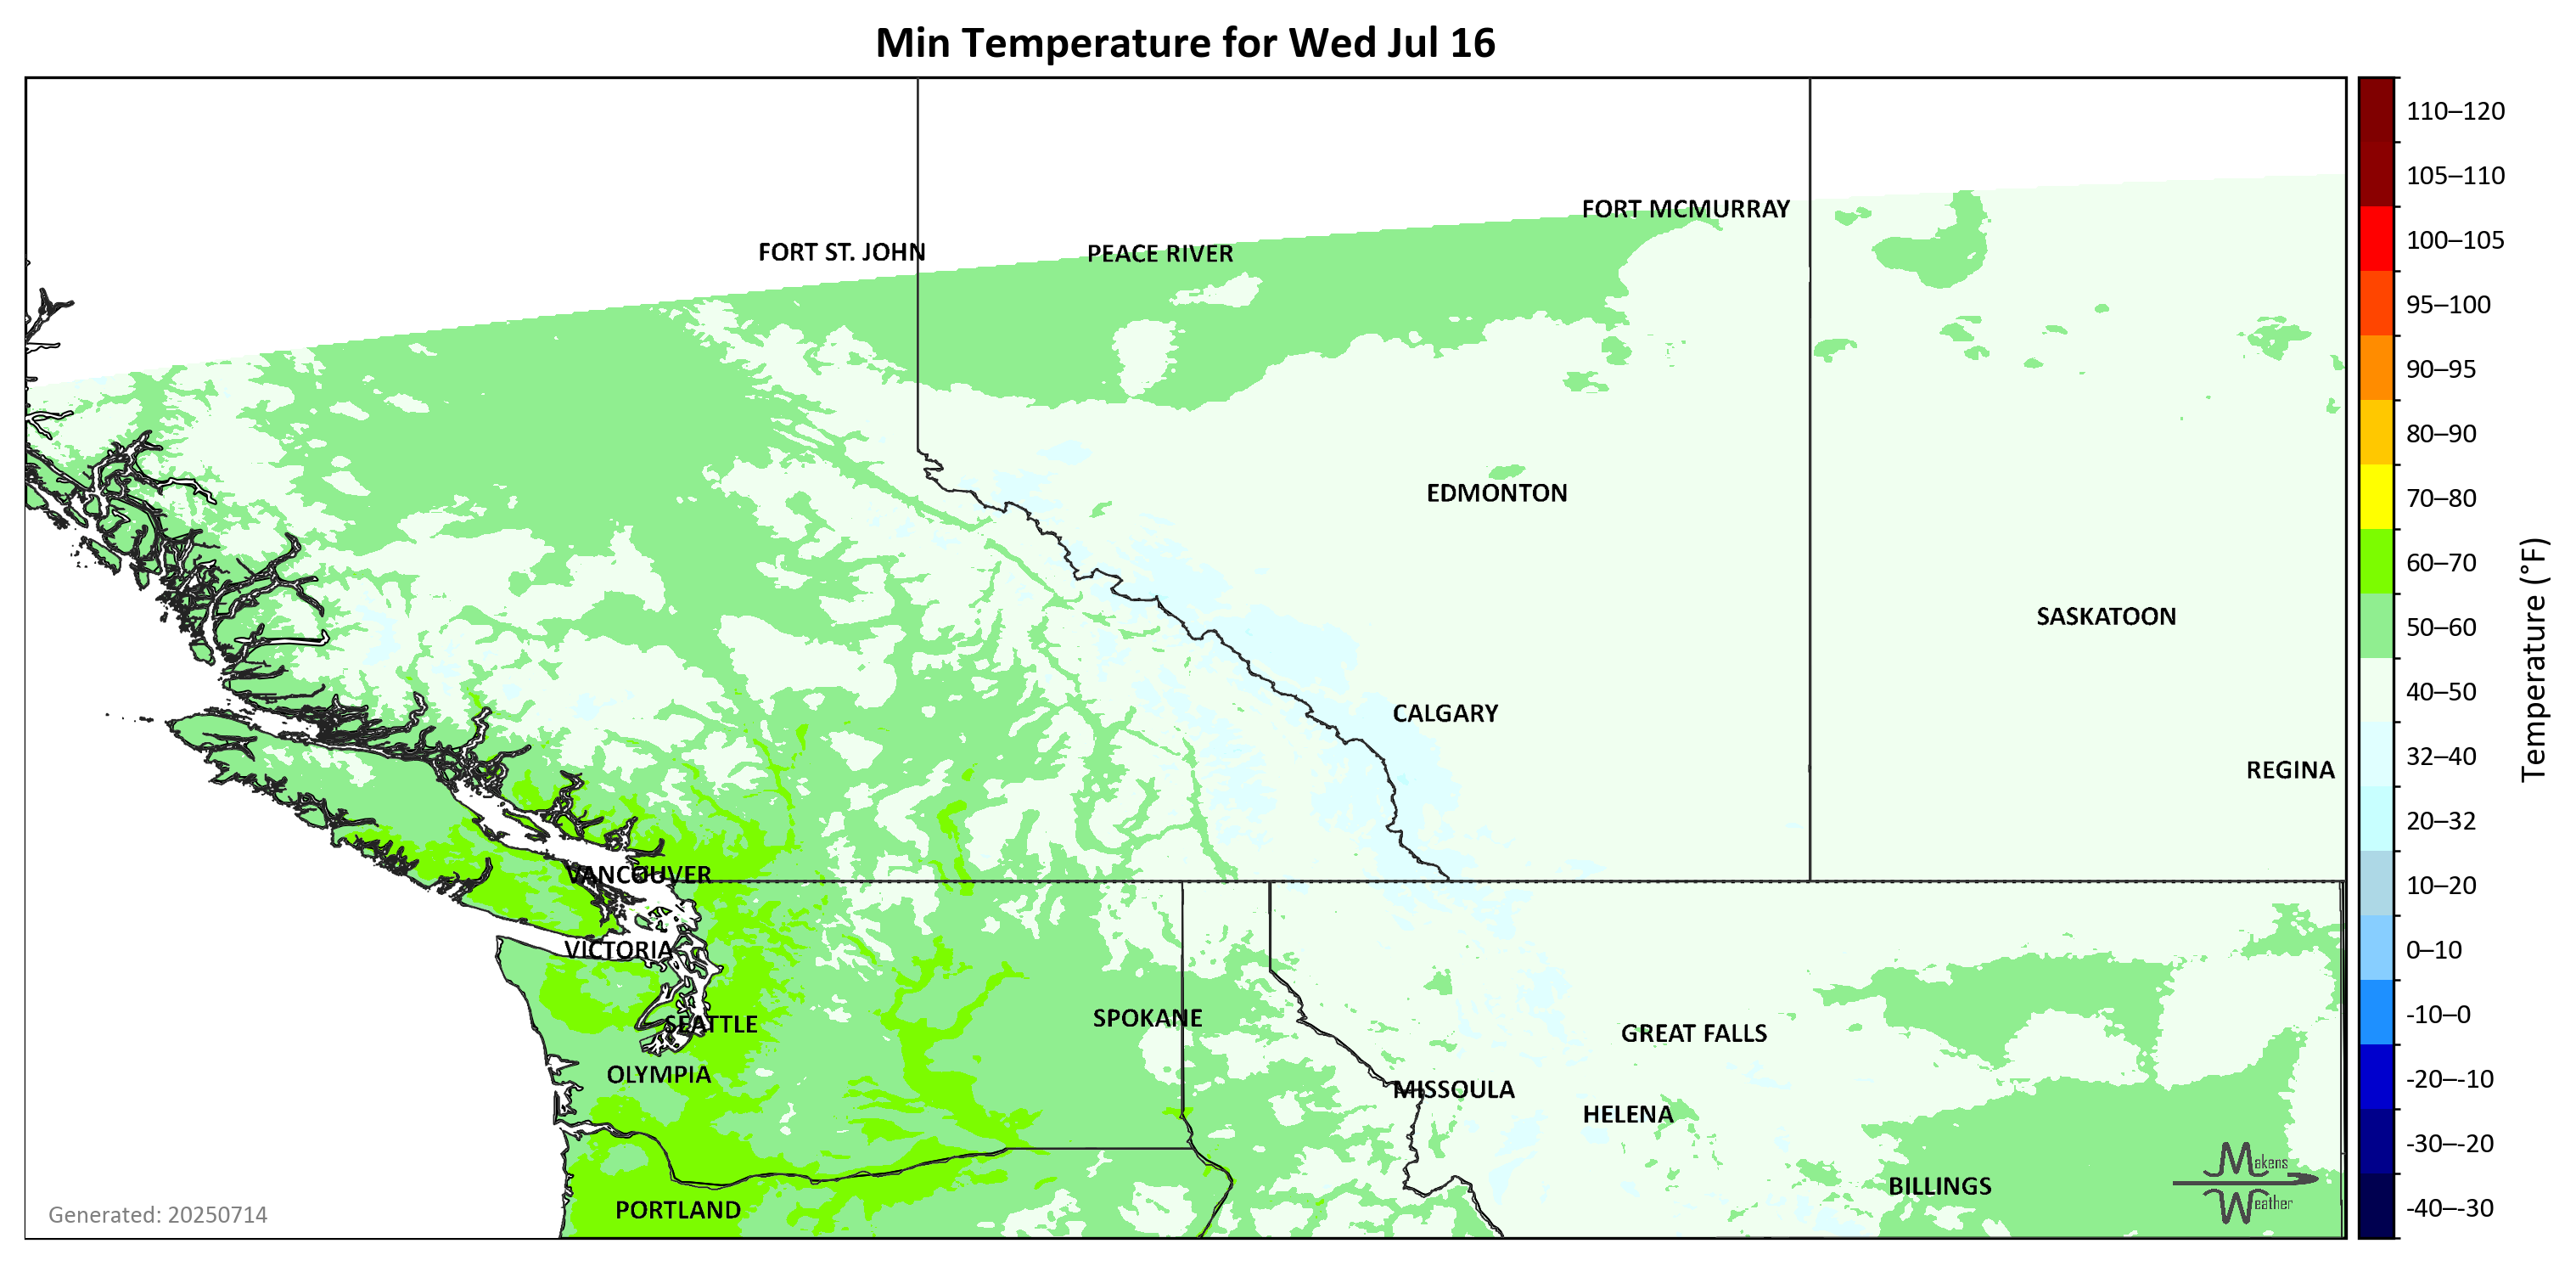 Min Temperature for Wed Jul 16
110–120
105–110
100–105
95–100
90–95
80–90
70–80
60–70
50–60
40–50
32–40
20–32
10–20
0–10
-10–0
-20–-10
-30–-20
-40–-30
Temperature (°F)
FORT MCMURRAY
FORT ST. JOHN
PEACE RIVER
EDMONTON
SASKATOON
CALGARY
REGINA
VANCOUVER
VICTORIA
SPOKANE
SEATTLE
GREAT FALLS
OLYMPIA
MISSOULA
HELENA
BILLINGS
PORTLAND
Makens
Weather
Generated: 20250714